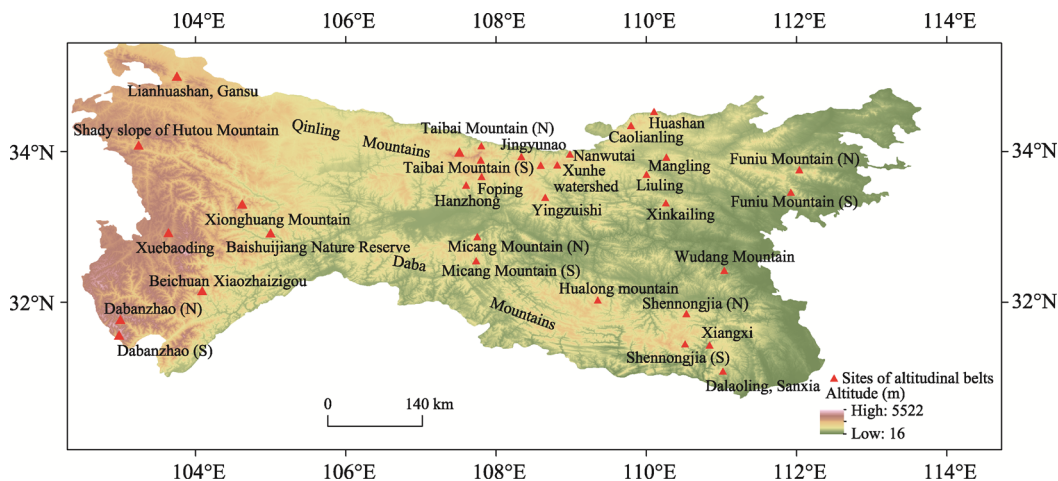 104°E 106°E 108°E 110°E 112°E 114°E
Lianhuashan, Gansu
Shady slope of Hutou Mountain
Qinling
Mountains
Taibai Mountain (N)
Jingyunao
Huashan
Caolianling
34°N
34°N
Taibai Mountain (S)
Nanwutai
Mangling
Funiu Mountain (N)
Foping
Xunhe
watershed
Liuling
Hanzhong
Yingzuishi
Xinkailing
Funiu Mountain (S)
Xionghuang Mountain
Xuebaoding
Baishuijiang Nature Reserve
Micang Mountain (N)
Wudang Mountain
Daba
Mountains
Micang Mountain (S)
Beichuan Xiaozhaizigou
Hualong mountain
32°N
32°N
Dabanzhao (N)
Shennongjia (N)
Xiangxi
Dabanzhao (S)
Shennongjia (S)
Dalaoling, Sanxia
Sites of altitudinal belts
Altitude (m)
High: 5522
Low: 16
0 140 km
104°E 106°E 108°E 110°E 112°E 114°E